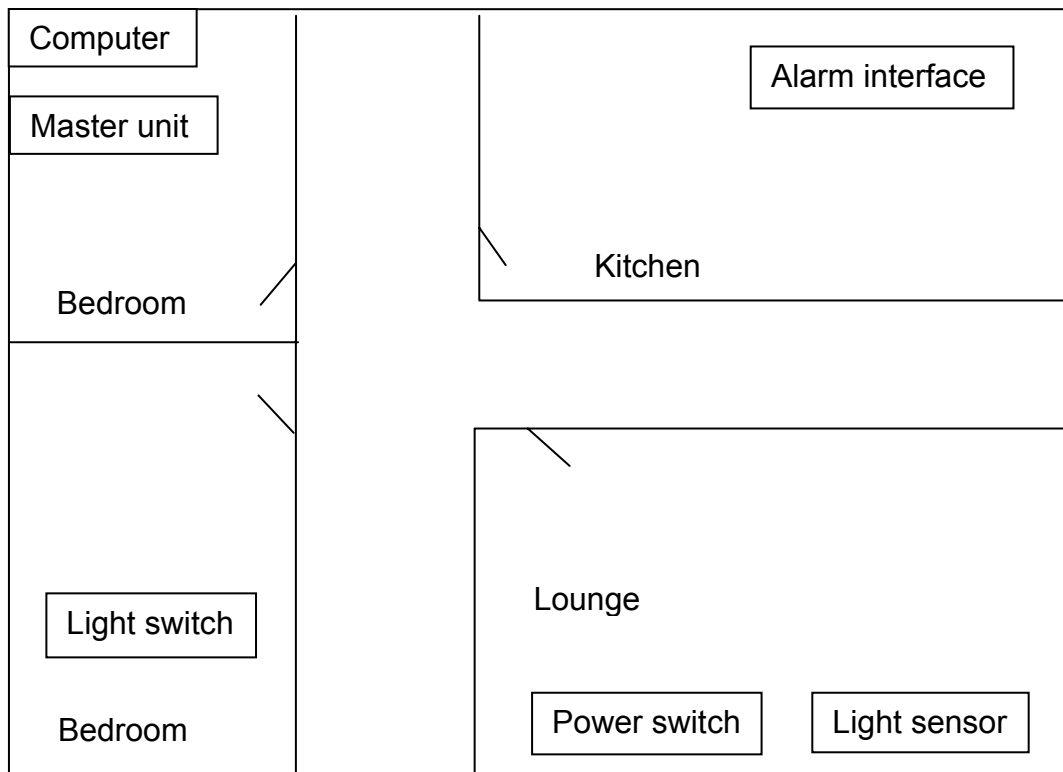 Computer
Alarm interface
Master unit
Kitchen
Bedroom
Lounge
Light switch
Power switch
Light sensor
Bedroom